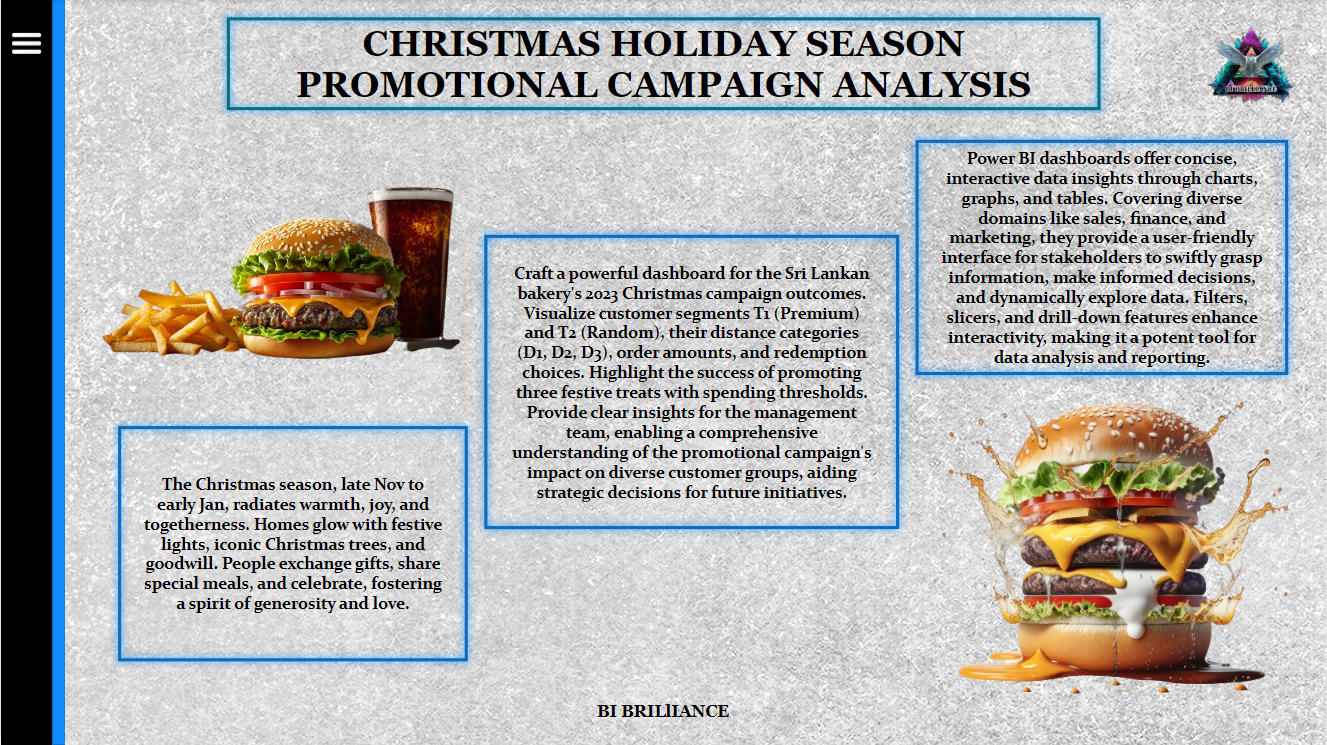 CHRISTMAS HOLIDAY SEASON
PROMOTIONAL CAMPAIGN ANALYSIS
BI BRILLIANCE
Power BI dashboards offer concise,
interactive data insights through charts,
graphs, and tables. Covering diverse
domains like sales, finance, and
marketing, they provide a user-friendly
interface for stakeholders to swiftly grasp
information, make informed decisions,
and dynamically explore data. Filters,
slicers, and drill-down features enhance
interactivity, making it a potent tool for
data analysis and reporting.
Craft a powerful dashboard for the Sri Lankan
bakery's 2023 Christmas campaign outcomes.
Visualize customer segments T1 (Premium)
and T2 (Random), their distance categories
(D1, D2, D3), order amounts, and redemption
choices. Highlight the success of promoting
three festive treats with spending thresholds.
Provide clear insights for the management
team, enabling a comprehensive
understanding of the promotional campaign's
impact on diverse customer groups, aiding
strategic decisions for future initiatives.
The Christmas season, late Nov to
early Jan, radiates warmth, joy, and
togetherness. Homes glow with festive
lights, iconic Christmas trees, and
goodwill. People exchange gifts, share
special meals, and celebrate, fostering
a spirit of generosity and love.
BI BRILlIANCE